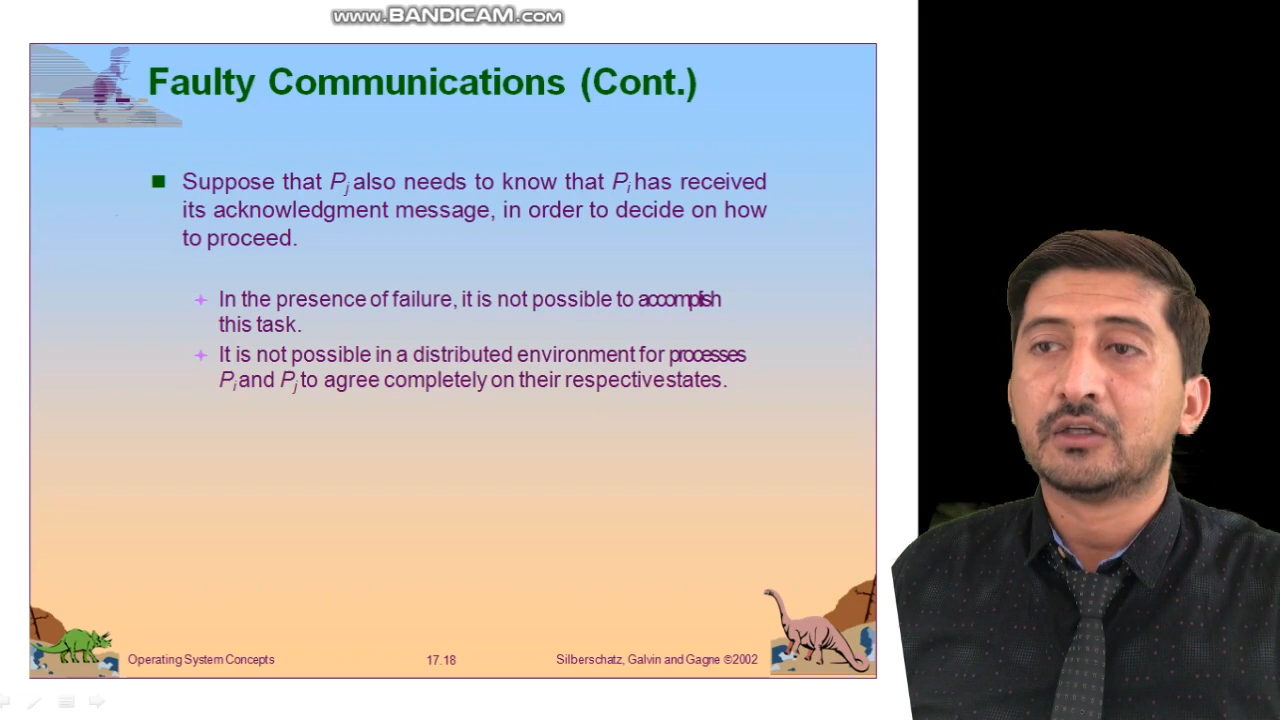 www.BANDICAM.com
Faulty Communications (Cont.)
Suppose that Pj also needs to know that Pi has received
its acknowledgment message, in order to decide on how
to proceed.
In the presence of failure, it is not possible to accomplish
this task.
It is not possible in a distributed environment for processes
Pi and Pj to agree completely on their respective states.
Operating System Concepts
17.18
Silberschatz, Galvin and Gagne ©2002